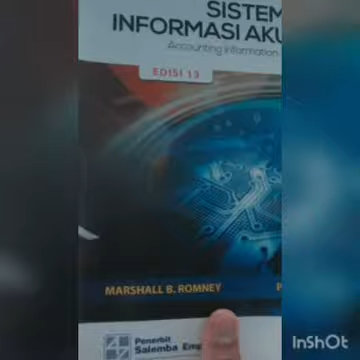 SISTEM
INFORMASI AKU
Accounting Information
EDISI 13
MARSHALL B. ROMNEY
P
Penerbit
Salemba Emp
InShOt